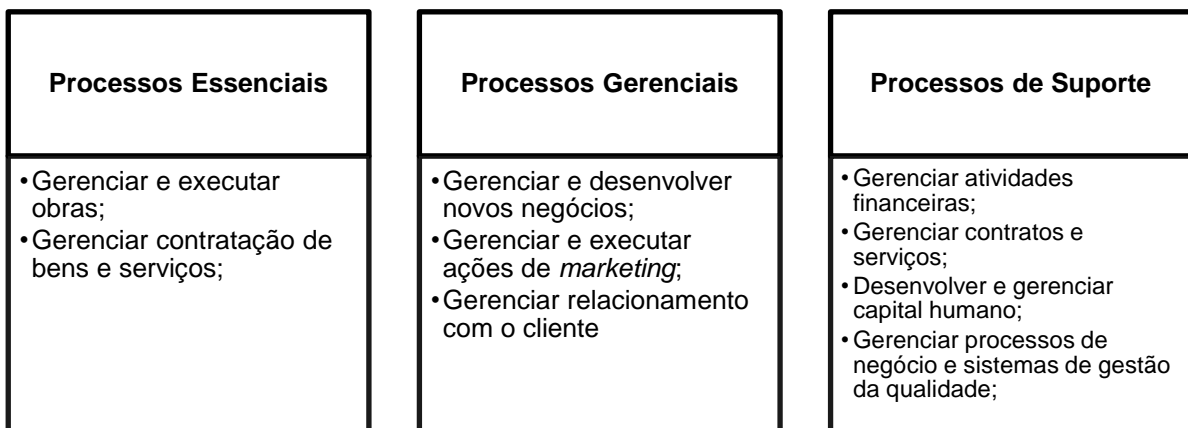 Processos Essenciais
•Gerenciar e executar
obras;
•Gerenciar contratação de
bens e serviços;
Processos Gerenciais
•Gerenciar e desenvolver
novos negócios;
•Gerenciar e executar
ações de marketing;
•Gerenciar relacionamento
com o cliente
Processos de Suporte
•Gerenciar atividades
financeiras;
•Gerenciar contratos e
serviços;
•Desenvolver e gerenciar
capital humano;
•Gerenciar processos de
negócio e sistemas de gestão
da qualidade;